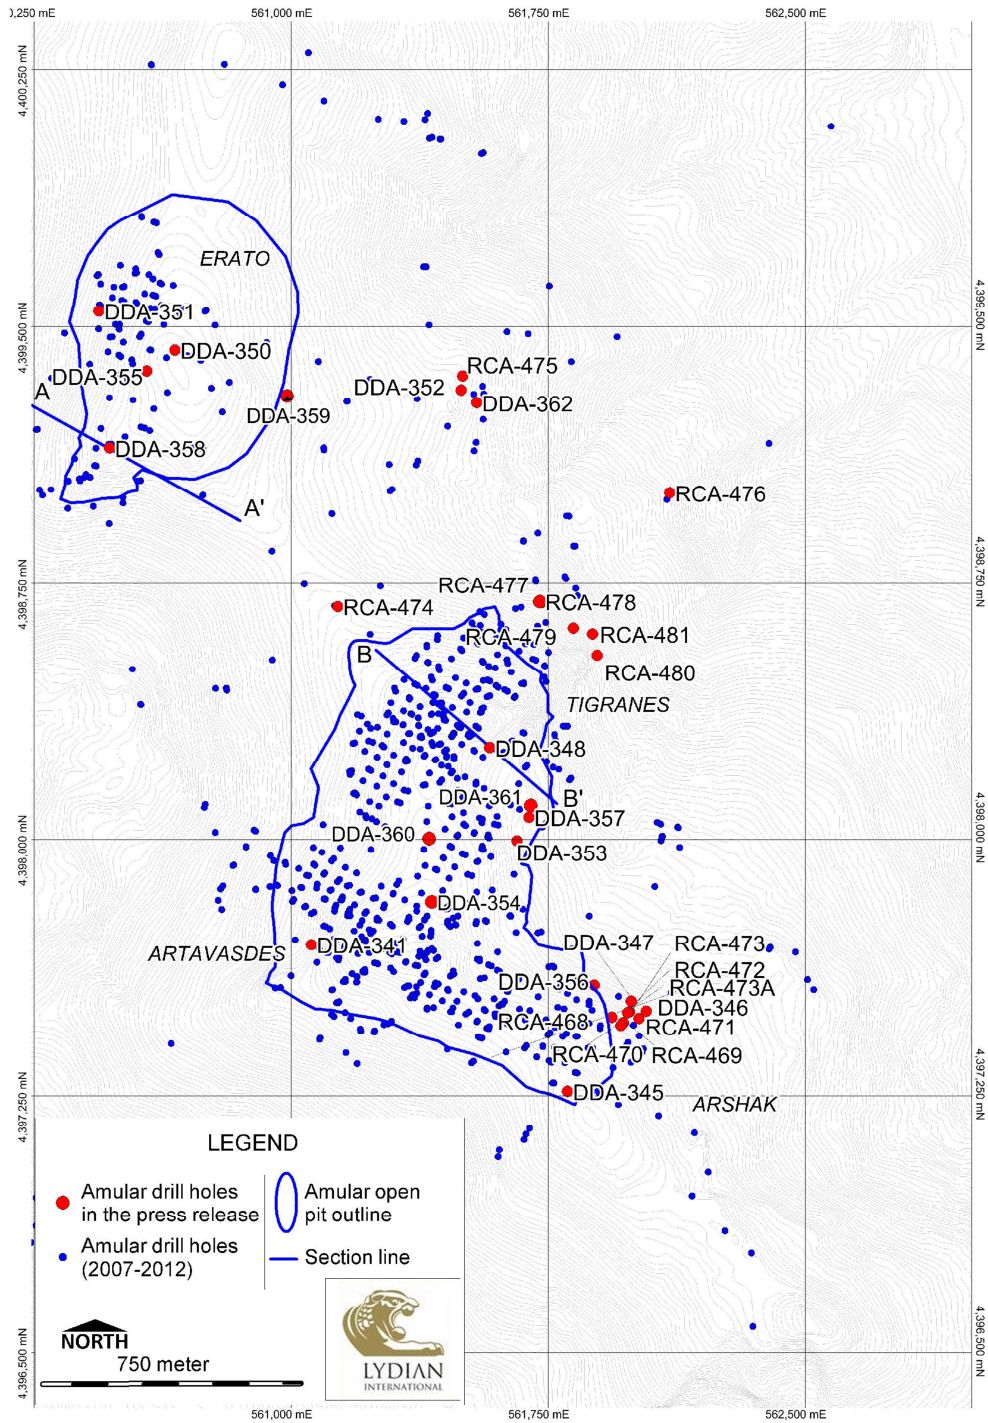 0,250 mE
561,000 mE
561,750 mE
562,500 mE
4,400,250 mN
ERATO
4,399,500 mN
4,399,500 mN
DDA-351
DDA-350
RCA-475
DDA-355
DDA-352
A
DDA-362
DDA-359
DDA-358
RCA-476
A'
4,398,750 mN
4,398,750 mN
RCA-477
RCA-478
RCA-474
RCA-479
RCA-481
B
RCA-480
TIGRANES
DDA-348
DDA-361
B'
DDA-357
4,398,000 mN
DDA-360
4,398,000 mN
DDA-353
DDA-354
DDA-341
DDA-347
RCA-473
ARTAVASDES
RCA-472
DDA-356
RCA-473A
DDA-346
RCA-468
RCA-471
RCA-470
RCA-469
4,397,250 mN
DDA-345
4,397,250 mN
ARSHAK
LEGEND
Amular drill holes
in the press release
Amular open
pit outline
Amular drill holes
(2007-2012)
Section line
NORTH
750 meter
LYDIAN
INTERNATIONAL
4,396,500 mN
4,396,500 mN
561,000 mE
561,750 mE
562,500 mE